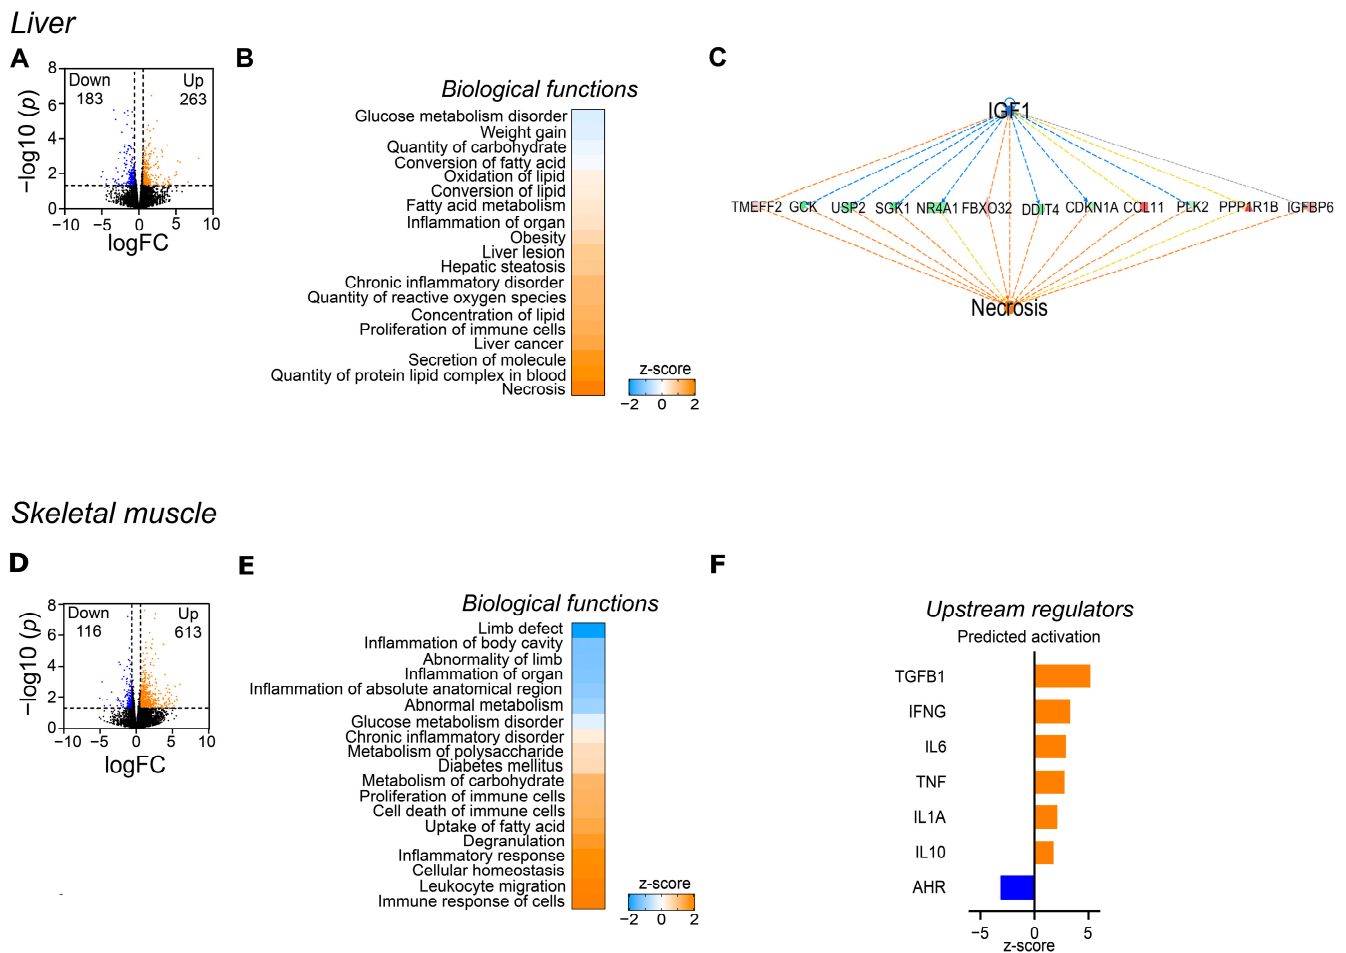 Liver
A
B
C
Down
183
Up
263
8
6
4
2
0
−10
−5
0
5
10
−log10 (p)
logFC
Biological functions
Glucose metabolism disorder
Weight gain
Quantity of carbohydrate
Conversion of fatty acid
Oxidation of lipid
Conversion of lipid
Fatty acid metabolism
Inflammation of organ
Obesity
Liver lesion
Hepatic steatosis
Chronic inflammatory disorder
Quantity of reactive oxygen species
Concentration of lipid
Proliferation of immune cells
Liver cancer
Secretion of molecule
Quantity of protein lipid complex in blood
Necrosis
z-score
−2 0 2
IGF1
TMEFF2 GCK USP2 SGK1 NR4A1 FBXO32 DDIT4 CDKN1A CCL11 PLK2 PPP1R1B IGFBP6
Necrosis
Skeletal muscle
D
E
F
Down
116
Up
613
8
6
4
2
0
−10
−5
0
5
10
−log10 (p)
logFC
Biological functions
Limb defect
Inflammation of body cavity
Abnormality of limb
Inflammation of organ
Inflammation of absolute anatomical region
Abnormal metabolism
Glucose metabolism disorder
Chronic inflammatory disorder
Metabolism of polysaccharide
Diabetes mellitus
Metabolism of carbohydrate
Proliferation of immune cells
Cell death of immune cells
Uptake of fatty acid
Degranulation
Inflammatory response
Cellular homeostasis
Leukocyte migration
Immune response of cells
z-score
−2 0 2
Upstream regulators
Predicted activation
TGFB1
IFNG
IL6
TNF
IL1A
IL10
AHR
−5 0 5
z-score